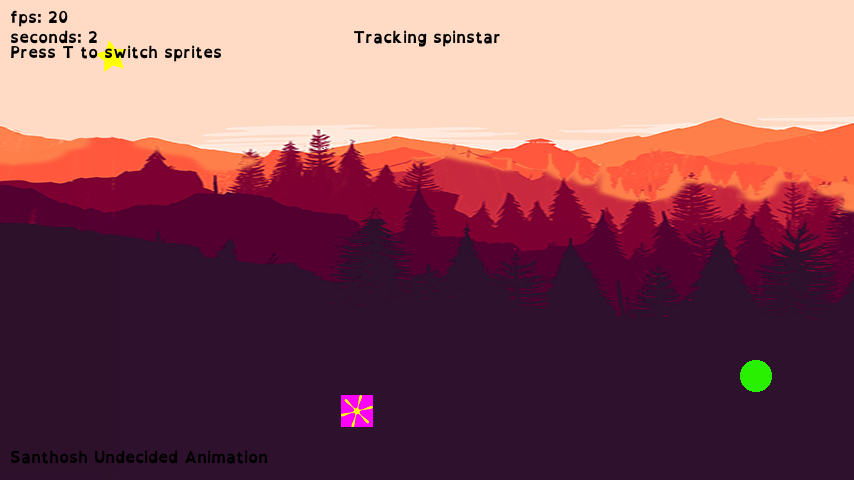 fps: 20
seconds: 2
Press T to switch sprites
Tracking spinstar
Santhosh Undecided Animation